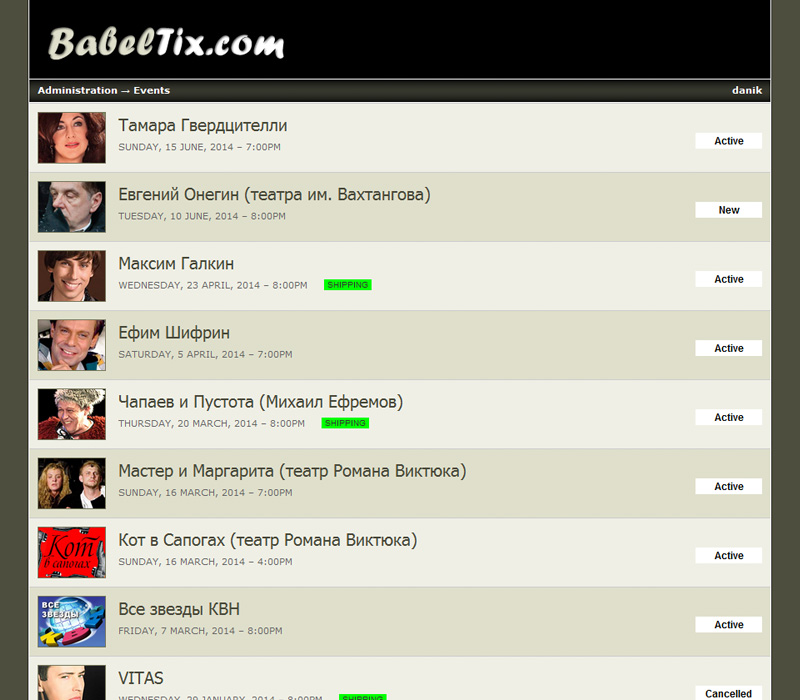 BabelTix.com
Administration → Events
danik
Тамара Гвердцители
SUNDAY, 15 JUNE, 2014 – 7:00PM
Active
Евгений Онегин (театра им. Вахтангова)
TUESDAY, 10 JUNE, 2014 – 8:00PM
New
Максим Галкин
WEDNESDAY, 23 APRIL, 2014 – 8:00PM SHIPPING
Active
Ефим Шифрин
SATURDAY, 5 APRIL, 2014 – 7:00PM
Active
Чапаев и Пустота (Михаил Ефремов)
THURSDAY, 20 MARCH, 2014 – 8:00PM SHIPPING
Active
Мастер и Маргарита (театр Романа Виктюка)
SUNDAY, 16 MARCH, 2014 – 7:00PM
Active
Кот
в сапогах
Кот в Сапогах (театр Романа Виктюка)
SUNDAY, 16 MARCH, 2014 – 4:00PM
Active
ВСЕ
ЗВЕЗДЫ
КВН
Все звезды КВН
FRIDAY, 7 MARCH, 2014 – 8:00PM
Active
VITAS
WEDNESDAY, 29 JANUARY, 2014 – 8:00PM SHIPPING
Cancelled